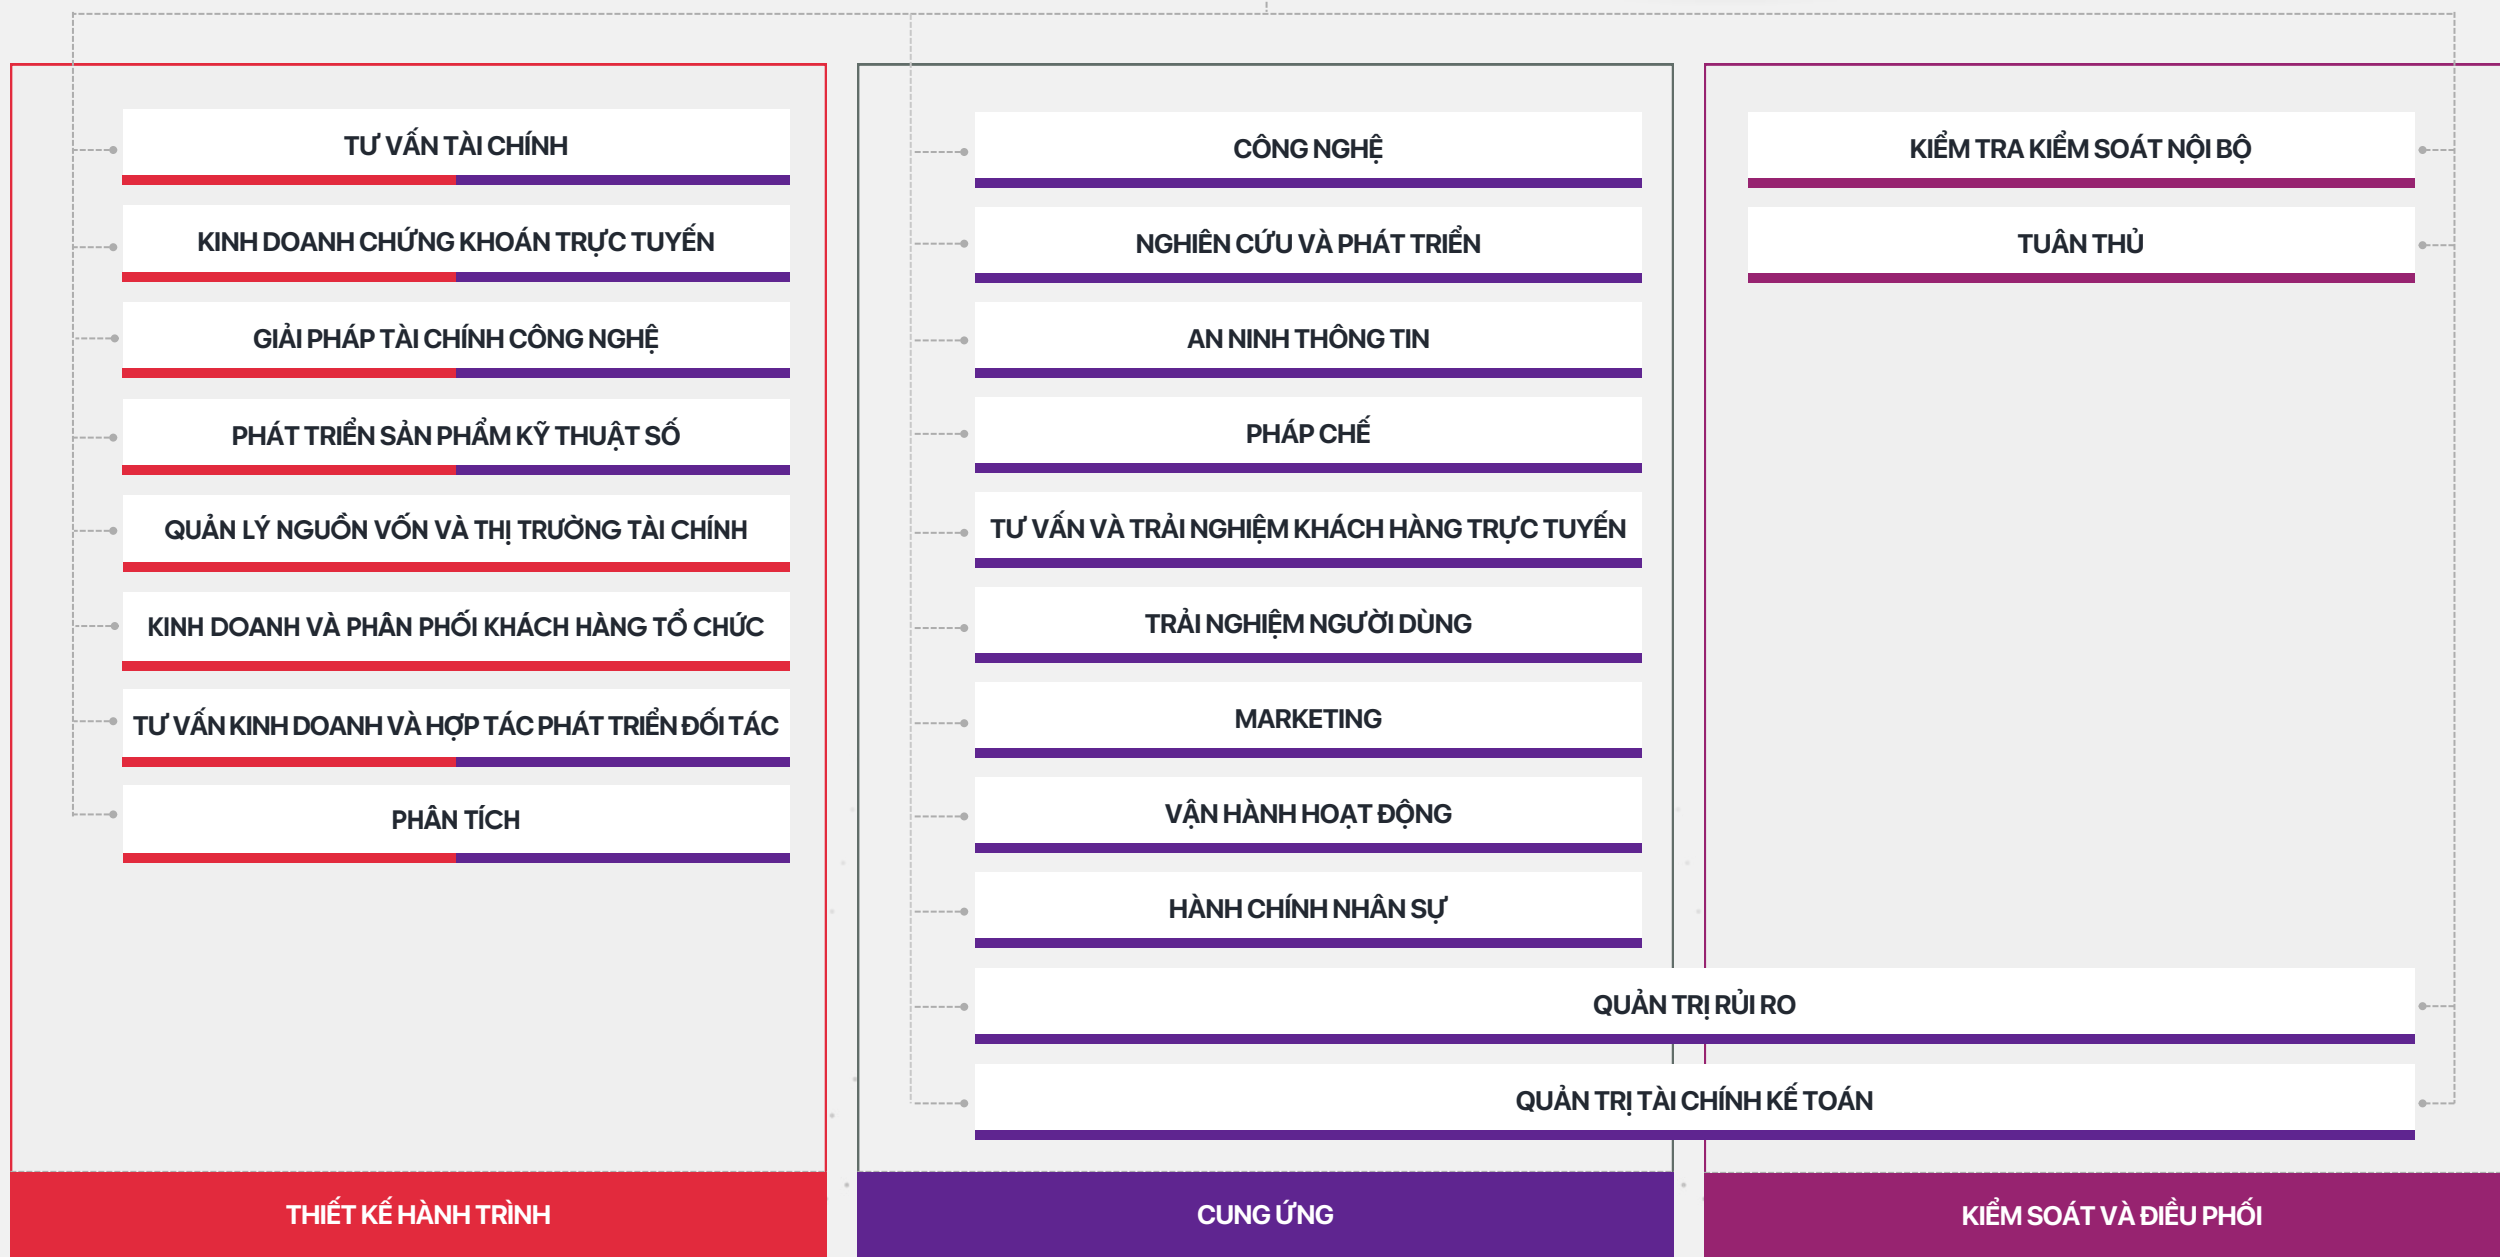 TƯ VẤN TÀI CHÍNH
KINH DOANH CHỨNG KHOÁN TRỰC TUYẾN
GIẢI PHÁP TÀI CHÍNH CÔNG NGHỆ
PHÁT TRIỂN SẢN PHẨM KỸ THUẬT SỐ
QUẢN LÝ NGUỒN VỐN VÀ THỊ TRƯỜNG TÀI CHÍNH
KINH DOANH VÀ PHÂN PHỐI KHÁCH HÀNG TỔ CHỨC
TƯ VẤN KINH DOANH VÀ HỢP TÁC PHÁT TRIỂN ĐỐI TÁC
PHÂN TÍCH
THIẾT KẾ HÀNH TRÌNH
CÔNG NGHỆ
NGHIÊN CỨU VÀ PHÁT TRIỂN
AN NINH THÔNG TIN
PHÁP CHẾ
TƯ VẤN VÀ TRẢI NGHIỆM KHÁCH HÀNG TRỰC TUYẾN
TRẢI NGHIỆM NGƯỜI DÙNG
MARKETING
VẬN HÀNH HOẠT ĐỘNG
HÀNH CHÍNH NHÂN SỰ
QUẢN TRỊ RỦI RO
QUẢN TRỊ TÀI CHÍNH KẾ TOÁN
CUNG ỨNG
KIỂM TRA KIỂM SOÁT NỘI BỘ
TUÂN THỦ
KIỂM SOÁT VÀ ĐIỀU PHỐI